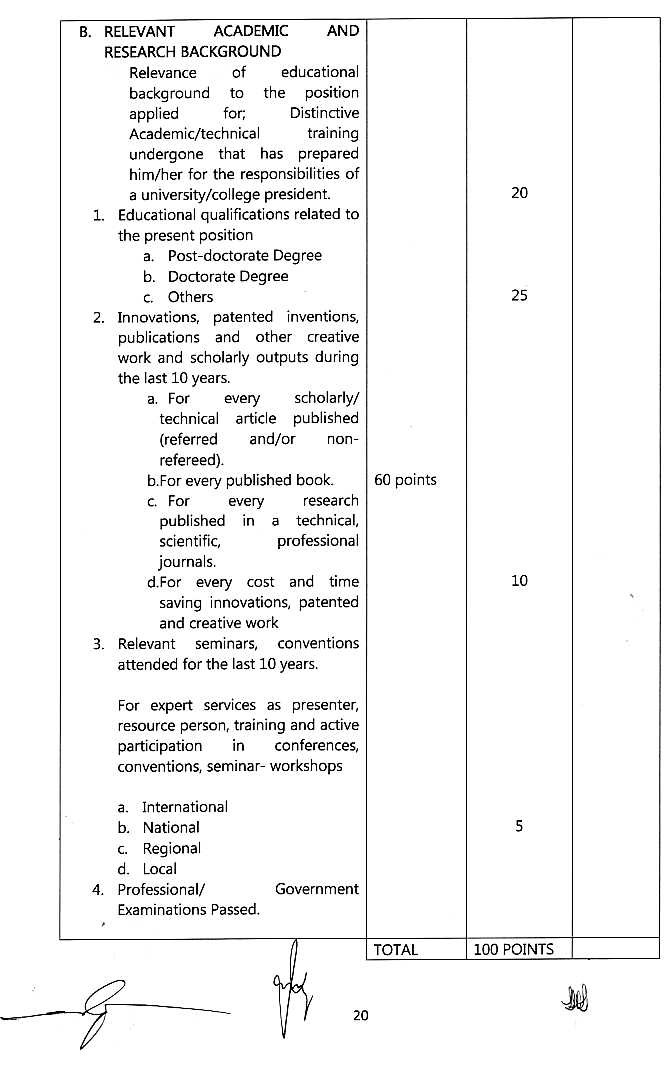 B. RELEVANT ACADEMIC AND
RESEARCH BACKGROUND
Relevance of educational
background to the position
applied for; Distinctive
Academic/technical training
undergone that has prepared
him/her for the responsibilities of
a university/college president. 20
1. Educational qualifications related to
the present position
a. Post-doctorate Degree
b. Doctorate Degree
c. Others 25
2. Innovations, patented inventions,
publications and other creative
work and scholarly outputs during
the last 10 years.
a. For every scholarly/
technical article published
(referred and/or non-
refereed).
b.For every published book. 60 points
c. For every research
published in a technical,
scientific, professional
journals.
d.For every cost and time 10
saving innovations, patented
and creative work
3. Relevant seminars, conventions
attended for the last 10 years.
For expert services as presenter,
resource person, training and active
participation in conferences,
conventions, seminar- workshops
a. International
b. National 5
c. Regional
d. Local
4. Professional/ Government
Examinations Passed.
TOTAL 100 POINTS
20